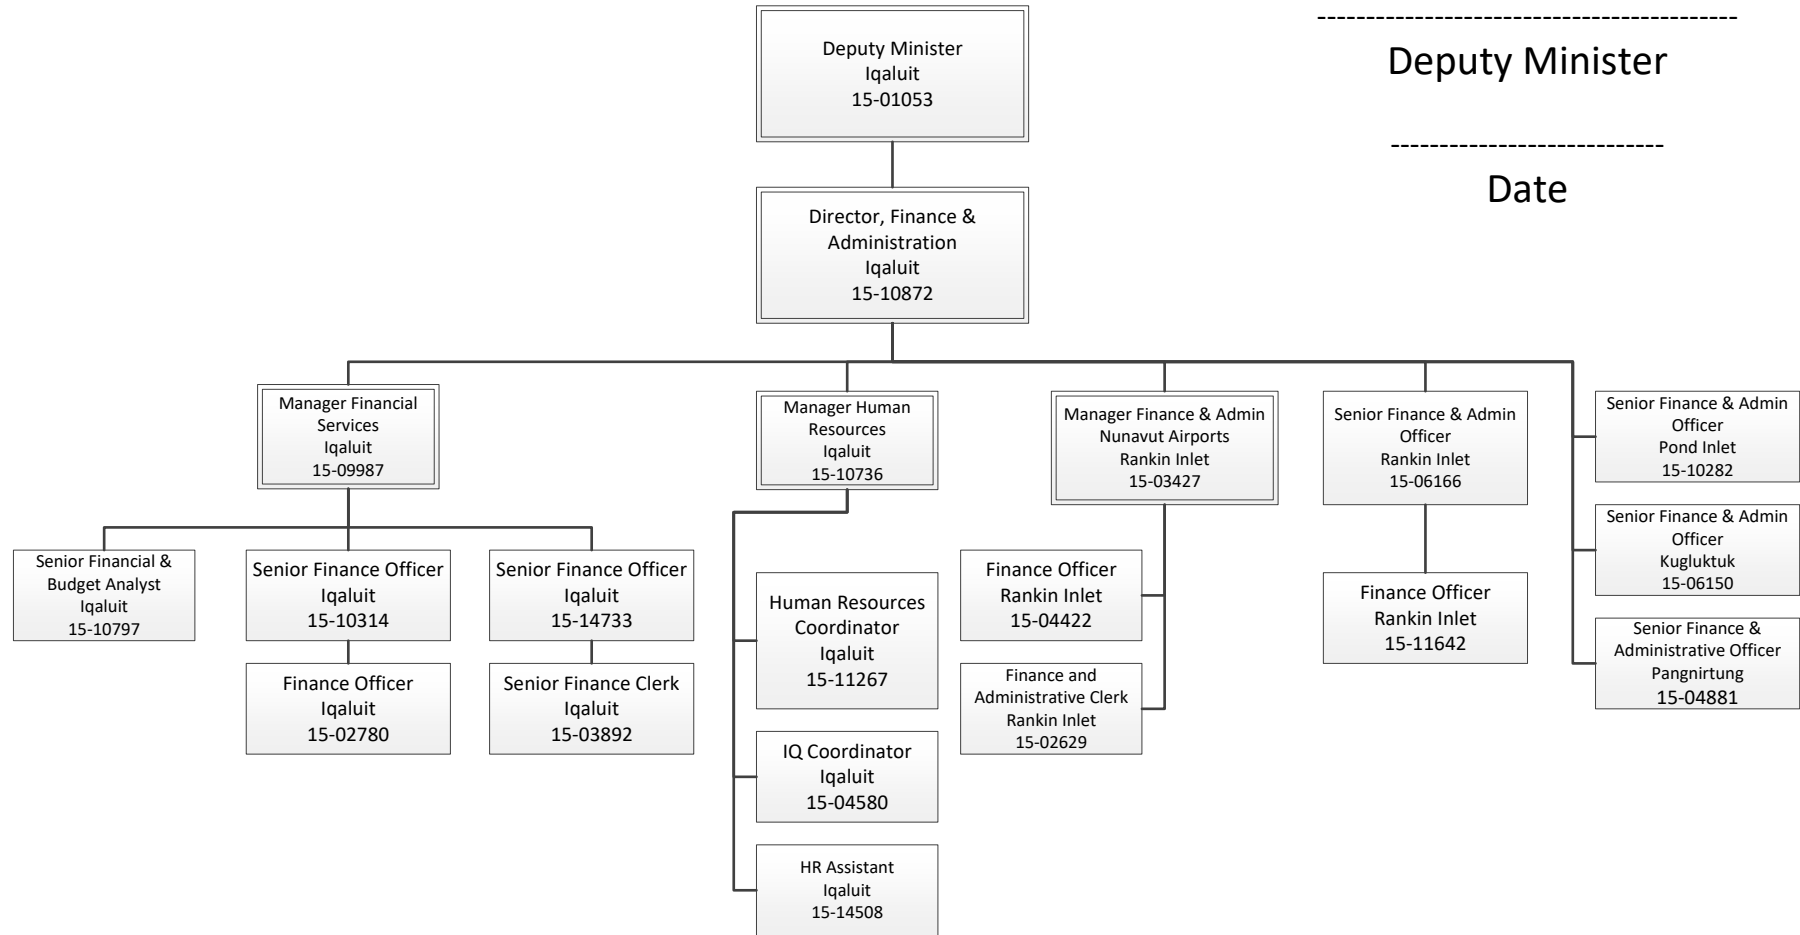 Deputy Minister
Iqaluit
15-01053
------------------------------------------
Deputy Minister
----------------------------
Date
Director, Finance &
Administration
Iqaluit
15-10872
Manager Financial
Services
Iqaluit
15-09987
Manager Human
Resources
Iqaluit
15-10736
Manager Finance & Admin
Nunavut Airports
Rankin Inlet
15-03427
Senior Finance & Admin
Officer
Rankin Inlet
15-06166
Senior Finance & Admin
Officer
Pond Inlet
15-10282
Senior Finance & Admin
Officer
Kugluktuk
15-06150
Senior Finance &
Administrative Officer
Pangnirtung
15-04881
Senior Financial &
Budget Analyst
Iqaluit
15-10797
Senior Finance Officer
Iqaluit
15-10314
Senior Finance Officer
Iqaluit
15-14733
Finance Officer
Iqaluit
15-02780
Senior Finance Clerk
Iqaluit
15-03892
Human Resources
Coordinator
Iqaluit
15-11267
IQ Coordinator
Iqaluit
15-04580
HR Assistant
Iqaluit
15-14508
Finance Officer
Rankin Inlet
15-04422
Finance and
Administrative Clerk
Rankin Inlet
15-02629
Finance Officer
Rankin Inlet
15-11642